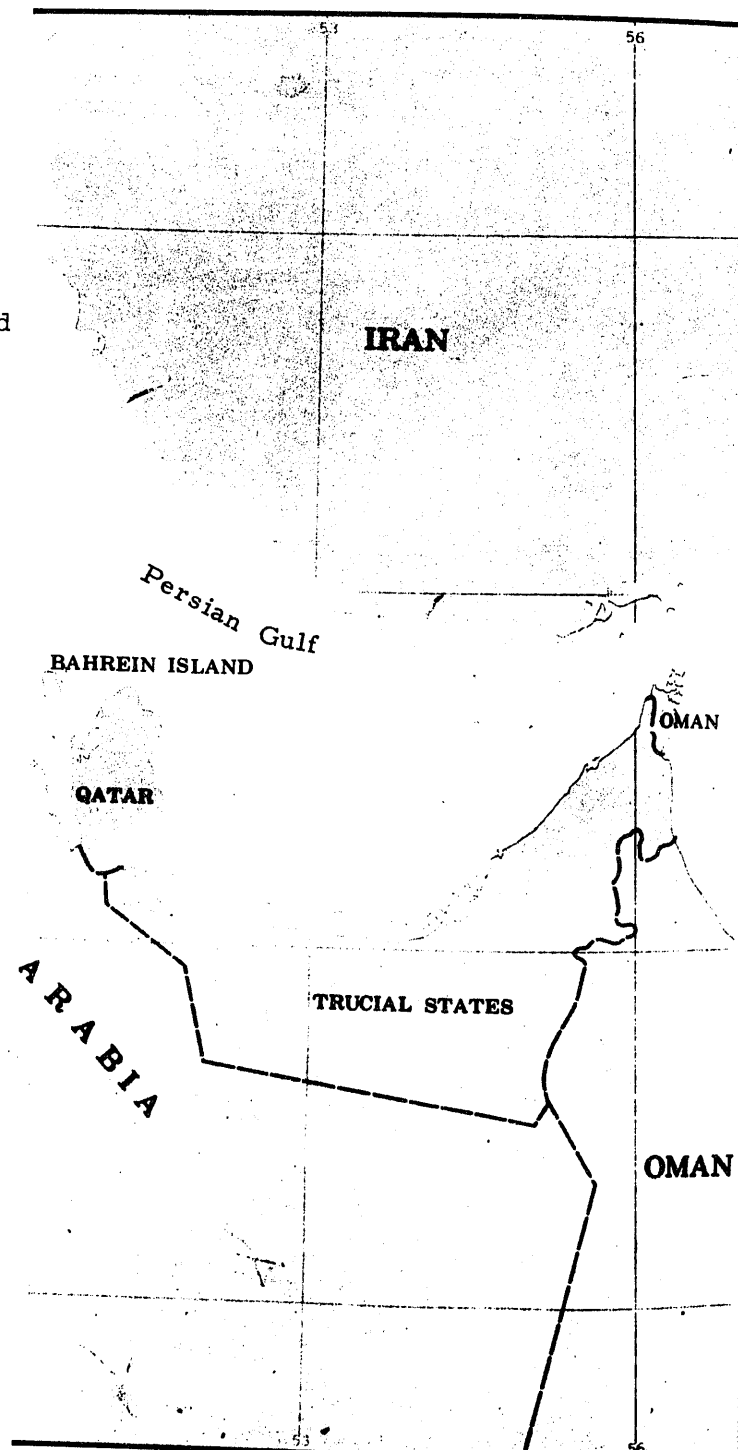 53
56
d
IRAN
Persian Gulf
BAHREIN ISLAND
OMAN
QATAR
ARABIA
TRUCIAL STATES
OMAN
53
56